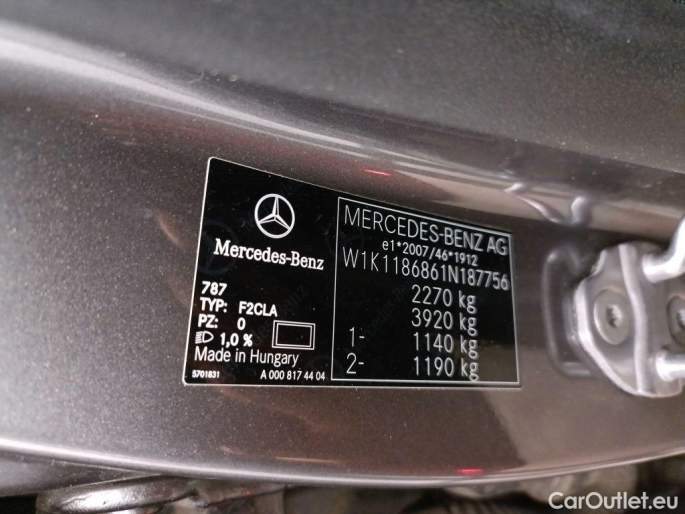 Mercedes-Benz
787
TYP: F2CLA
PZ: 0
1,0 %
Made in Hungary
5701831
A 000 817 44 04
MERCEDES-BENZ AG
e1*2007/46*1912
W1K1186861N187756
2270 kg
3920 kg
1- 1140 kg
2- 1190 kg
CarOutlet.eu